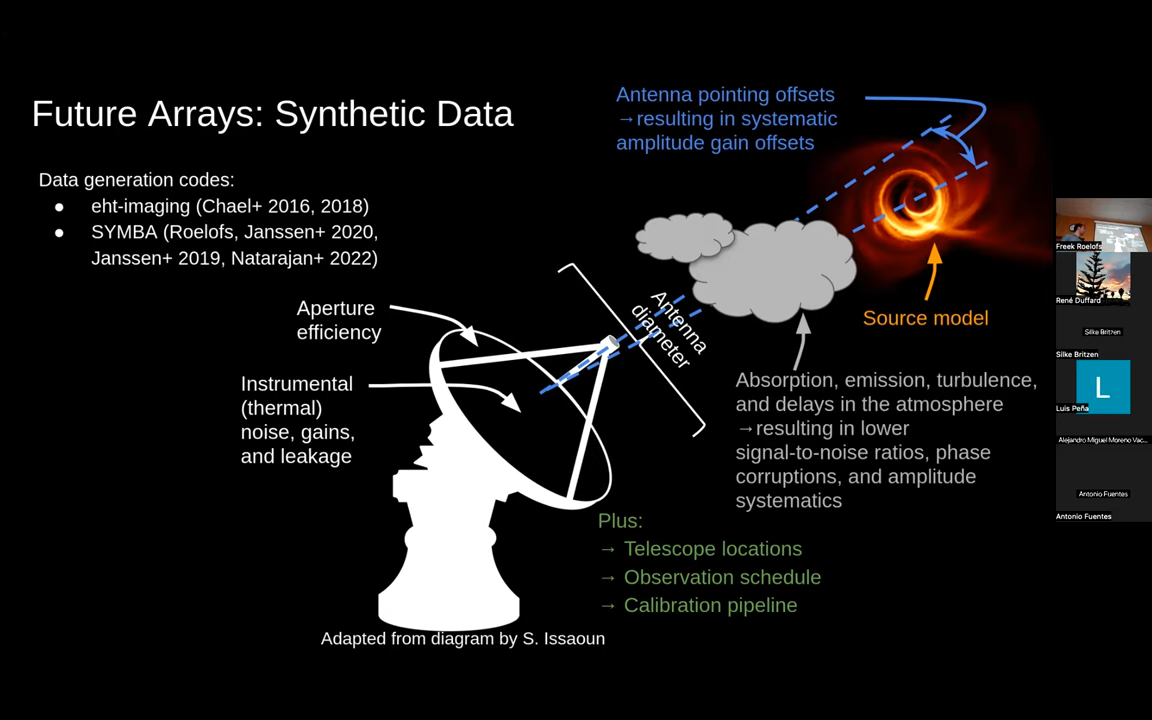 Future Arrays: Synthetic Data
Data generation codes:
● eht-imaging (Chael+ 2016, 2018)
● SYMBA (Roelofs, Janssen+ 2020,
Janssen+ 2019, Natarajan+ 2022)
Antenna pointing offsets
→resulting in systematic
amplitude gain offsets
Aperture
efficiency
Instrumental
(thermal)
noise, gains,
and leakage
Antenna
diameter
Source model
Absorption, emission, turbulence,
and delays in the atmosphere
→resulting in lower
signal-to-noise ratios, phase
corruptions, and amplitude
systematics
Plus:
→ Telescope locations
→ Observation schedule
→ Calibration pipeline
Adapted from diagram by S. Issaoun
Freek Roelofs
René Duffard
Silke Britzen
Silke Britzen
L
Luis Peña
Alejandro Miguel Moreno Vac...
Antonio Fuentes
Antonio Fuentes